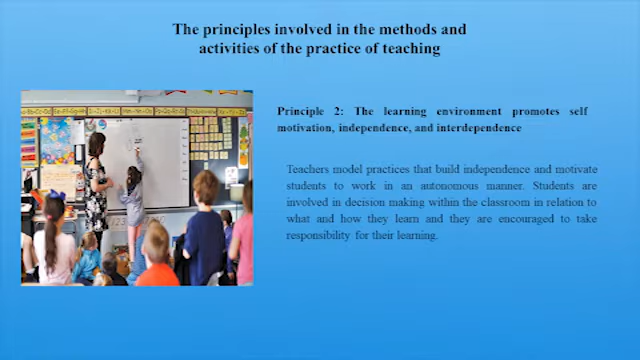 The principles involved in the methods and
activities of the practice of teaching
Principle 2: The learning environment promotes self
motivation, independence, and interdependence
Teachers model practices that build independence and motivate
students to work in an autonomous manner. Students are
involved in decision making within the classroom in relation to
what and how they learn and they are encouraged to take
responsibility for their learning.